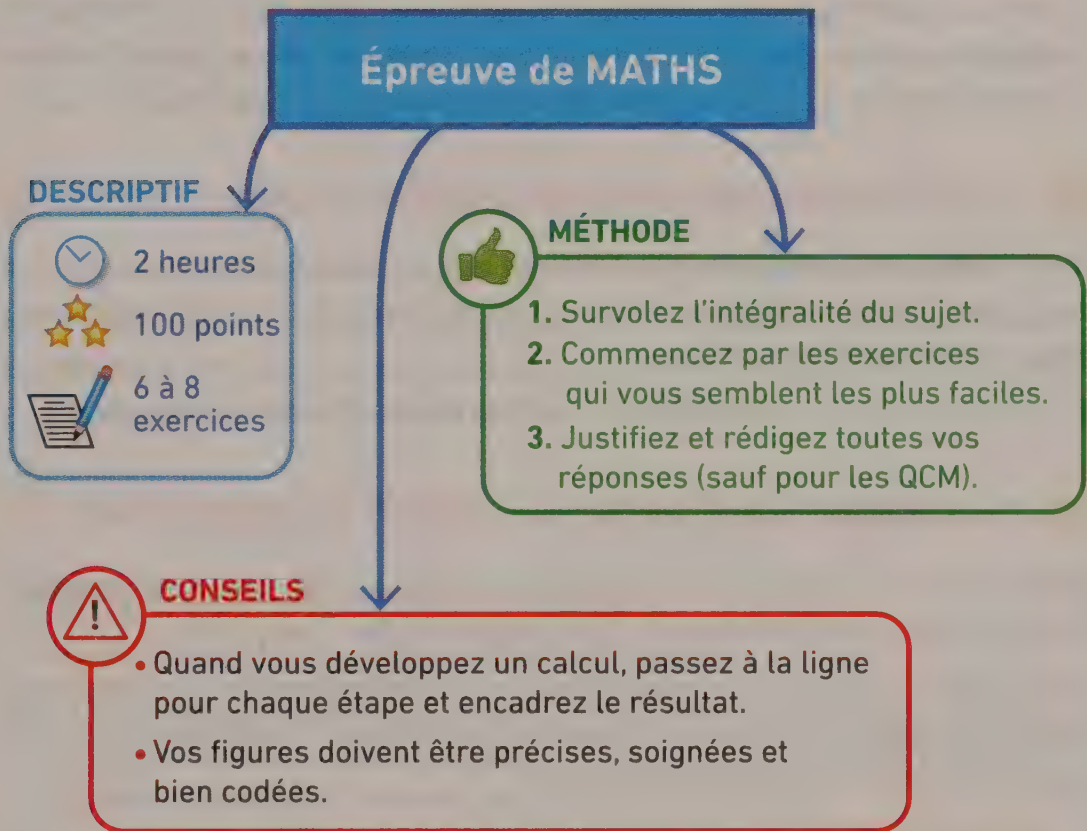 Épreuve de MATHS
DESCRIPTIF
2 heures
100 points
6 à 8
exercices
MÉTHODE
1. Survolez l'intégralité du sujet.
2. Commencez par les exercices
qui vous semblent les plus faciles.
3. Justifiez et rédigez toutes vos
réponses (sauf pour les QCM).
CONSEILS
• Quand vous développez un calcul, passez à la ligne
pour chaque étape et encadrez le résultat.
• Vos figures doivent être précises, soignées et
bien codées.